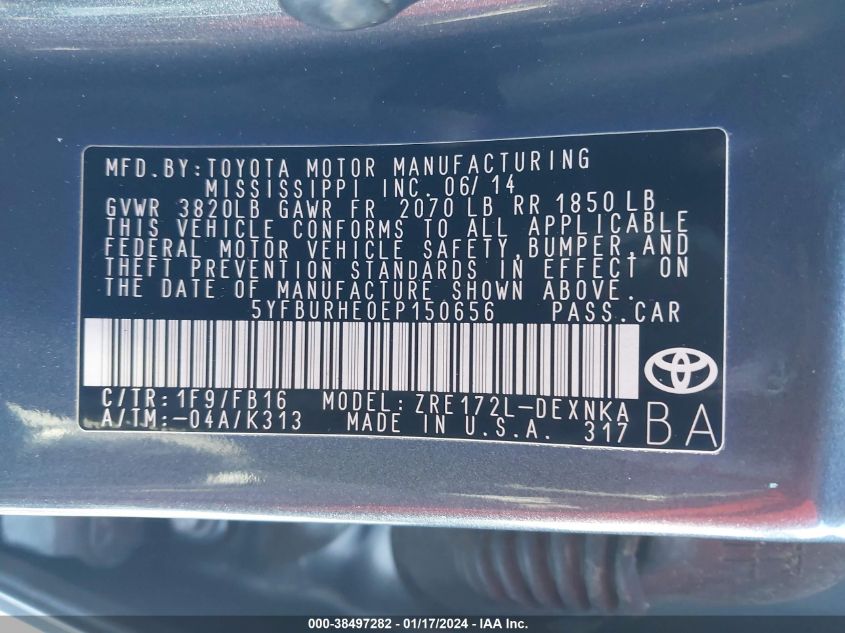 MFD.BY:TOYOTA MOTOR MANUFACTURING
MISSISSIPPI INC. 06/14
GVWR 3820LB GAWR FR 2070 LB RR 1850 LB
THIS VEHICLE CONFORMS TO ALL APPLICABLE
FEDERAL MOTOR VEHICLE SAFETY,BUMPER,AND
THEFT PREVENTION STANDARDS IN EFFECT ON
THE DATE OF MANUFACTURE SHOWN ABOVE.
5YFBURHE0EP150656 PASS.CAR
C/TR:1F9/FB16 MODEL:ZRE172L-DEXNKA
A/TM:-04A/K313 MADE IN U.S.A. 317
BA
000-38497282 - 01/17/2024 - IAA Inc.